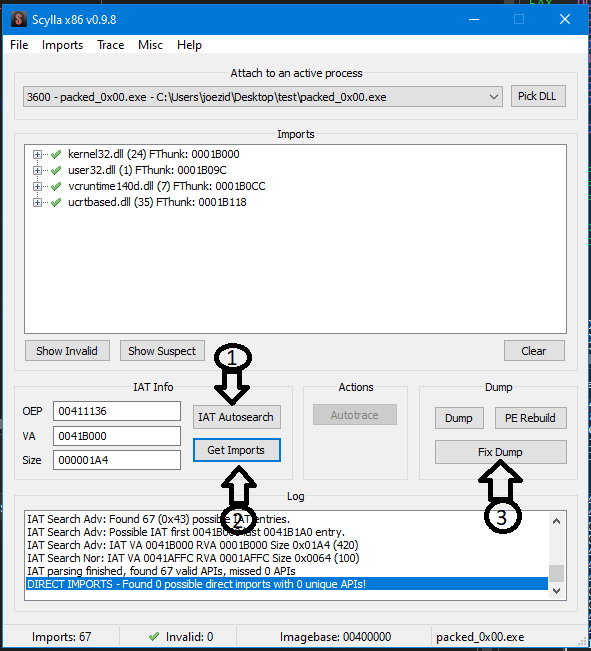 Scylla x86 v0.9.8
File Imports Trace Misc Help
Attach to an active process
3600 - packed_0x00.exe - C:\Users\joezid\Desktop\test\packed_0x00.exe
Pick DLL
Imports
kernel32.dll (24) FThunk: 0001B000
user32.dll (1) FThunk: 0001B09C
vcruntime140d.dll (7) FThunk: 0001B0CC
ucrtbased.dll (35) FThunk: 0001B118
Show Invalid Show Suspect Clear
1
IAT Info
OEP 00411136 IAT Autosearch
VA 0041B000 Get Imports
Size 000001A4
Actions
Autotrace
Dump
Dump PE Rebuild
Fix Dump
2
3
Log
IAT Search Adv: Found 67 (0x43) possible IAT entries.
IAT Search Adv: Possible IAT first 0041B000 last 0041B1A0 entry.
IAT Search Adv: IAT VA 0041B000 RVA 0001B000 Size 0x01A4 (420)
IAT Search Nor: IAT VA 0041AFFC RVA 0001AFFC Size 0x0064 (100)
IAT parsing finished, found 67 valid APIs, missed 0 APIs
DIRECT IMPORTS - Found 0 possible direct imports with 0 unique APIs!
Imports: 67 Invalid: 0 Imagebase: 00400000 packed_0x00.exe